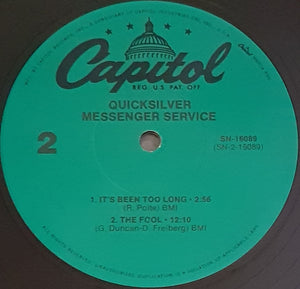 Capitol
REG. U.S. PAT. OFF.
QUICKSILVER
MESSENGER SERVICE
2
SN-16089
(SN-2-16089)
1. IT'S BEEN TOO LONG - 2:56
(R. Polte) BMI
2. THE FOOL - 12:10
(G. Duncan-D. Freiberg) BMI